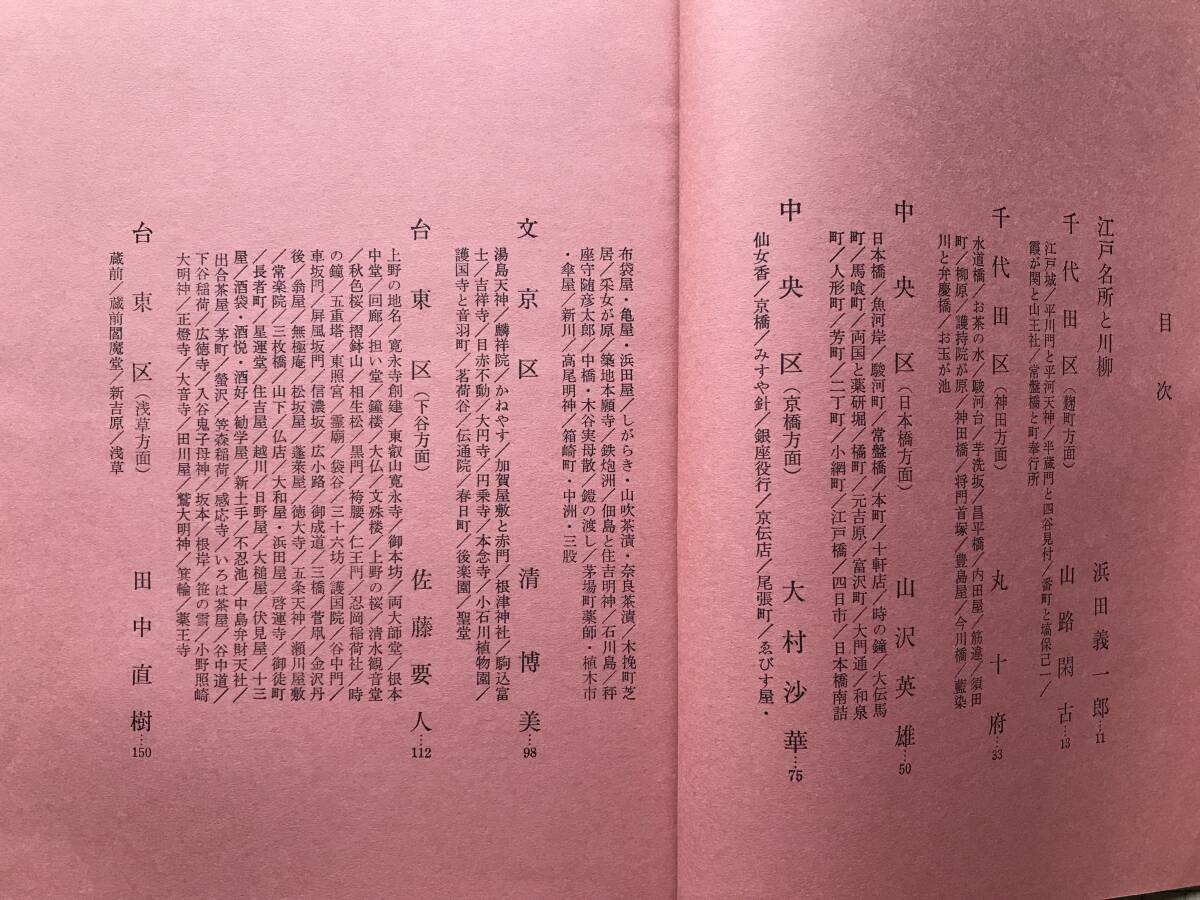 目次
江戸名所と川柳 浜田義一郎…11
千代田区（麹町方面） 山路閑古…13
江戸城／平川門と平河天神／半蔵門と四谷見付／番町と塙保己一／
霞が関と山王社／常盤橋と町奉行所
千代田区（神田方面） 丸十府…33
水道橋／お茶の水／駿河台／芋洗坂／昌平橋／内田屋／筋違／須田
町／柳原／護持院が原／神田橋／将門首塚／豊島屋／今川橋／藍染
川と弁慶橋／お玉が池
中央区（日本橋方面） 山沢英雄…50
日本橋／魚河岸／駿河町／常盤橋／本町／十軒店／時の鐘／大伝馬
町／馬喰町／両国と薬研堀／橘町／元吉原／富沢町／大門通／和泉
町／人形町／芳町／二丁町／小網町／江戸橋／四日市／日本橋南詰
中央区（京橋方面） 大村沙華…75
仙女香／京橋／みすや針／銀座役行／京伝店／尾張町／ゑびす屋・
布袋屋・亀屋・浜田屋／しがらき・山吹茶漬・奈良茶漬／木挽町芝
居／采女が原／築地本願寺／鉄炮洲／佃島と住吉明神／石川島／秤
座守随彦太郎／中橋・木谷実母散／鎧の渡し／茅場町薬師・植木市
・傘屋／新川／高尾明神／箱崎町・中洲・三股
文京区 清博美…98
湯島天神／麟祥院／かねやす／加賀屋敷と赤門／根津神社／駒込富
士／吉祥寺／目赤不動／大円寺／円乗寺／本念寺／小石川植物園／
護国寺と音羽町／茗荷谷／伝通院／春日町／後楽園／聖堂
台東区（下谷方面） 佐藤要人…112
上野の地名／寛永寺創建／東叡山寛永寺／御本坊／両大師堂／根本
中堂／回廊／担い堂／鐘楼／大仏／文殊楼／上野の桜／清水観音堂
／秋色桜／摺鉢山／相生松／黒門／袴腰／仁王門／忍岡稲荷社／時
の鐘／五重塔／東照宮／霊廟／袋谷／三十六坊／護国院／谷中門／
車坂門／屏風坂門／信濃坂／広小路／御成道／三橋／菅凧／金沢丹
後／翁屋／無極庵／松坂屋／蓬萊屋／徳大寺／五条天神／瀬川屋敷
／常楽院／三枚橋／山下／仏店／大和屋・浜田屋／啓運寺／御徒町
／長者町／星運堂／住吉屋／越川／日野屋／大槌屋／伏見屋／十三
屋／酒袋・酒悦・酒好／勧学屋／新土手／不忍池／中島弁財天社／
出合茶屋／茅町／蛍沢／笠森稲荷／感応寺／いろは茶屋／谷中道／
下谷稲荷／広徳寺／入谷鬼子母神／坂本／根岸／笹の雪／小野照崎
大明神／正燈寺／大音寺／田川屋／鷲大明神／箕輪／薬王寺
台東区（浅草方面） 田中直樹…150
蔵前／蔵前閻魔堂／新吉原／浅草